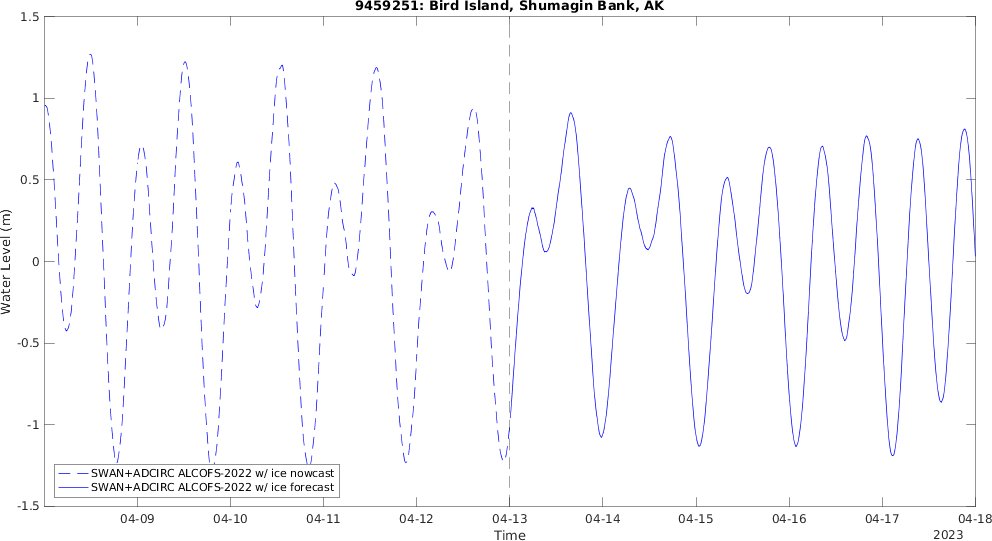 9459251: Bird Island, Shumagin Bank, AK
Water Level (m)
1.5
1
0.5
0
-0.5
-1
-1.5
SWAN+ADCIRC ALCOFS-2022 w/ ice nowcast
SWAN+ADCIRC ALCOFS-2022 w/ ice forecast
04-09 04-10 04-11 04-12 04-13 04-14 04-15 04-16 04-17 04-18
Time
2023